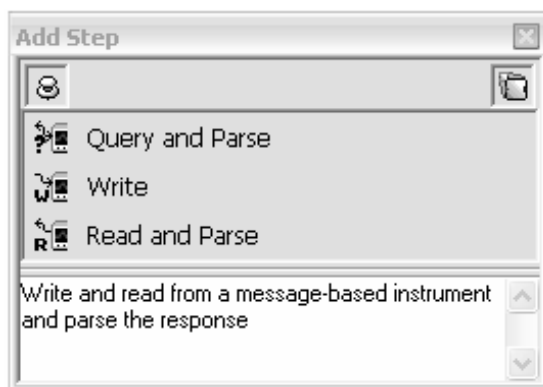 Add Step
? Query and Parse
W Write
R Read and Parse
Write and read from a message-based instrument
and parse the response